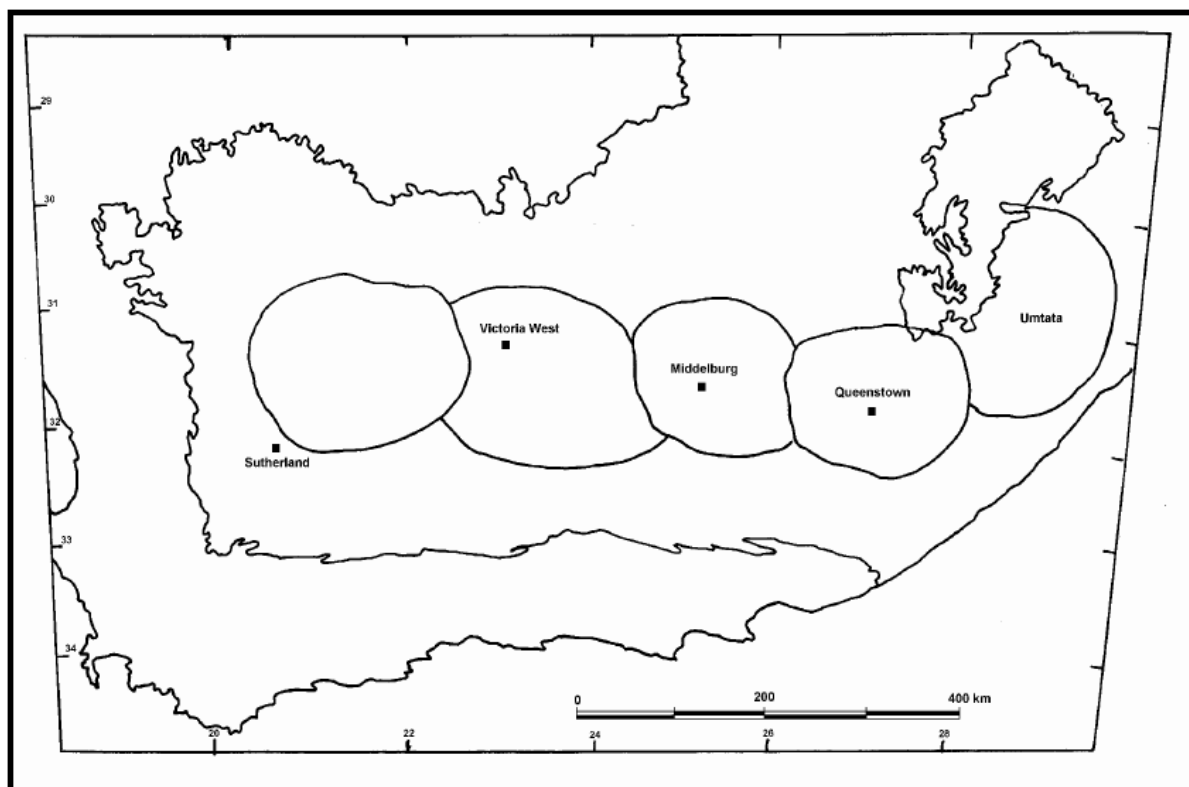 29
30
31
Umtata
Victoria West
Middelburg
Queenstown
32
Sutherland
33
34
0 200 400 km
20 22 24 26 28